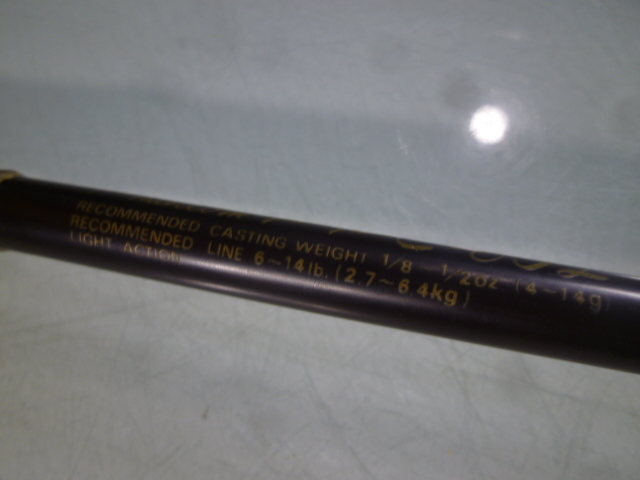 RECOMMENDED CASTING WEIGHT 1/8 1/2oz (4~14g)
RECOMMENDED LINE 6~14lb. (2.7~6.4kg)
LIGHT ACTION